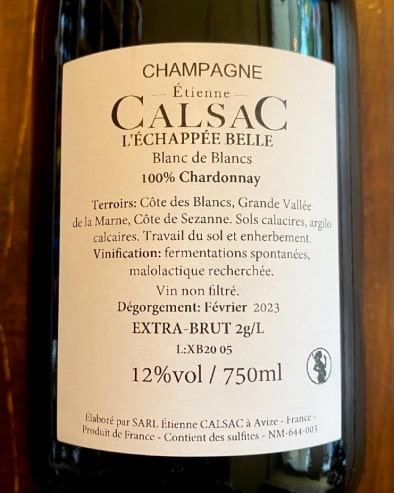 CHAMPAGNE
Étienne
CALSAC
L'ÉCHAPPÉE BELLE
Blanc de Blancs
100% Chardonnay
Terroirs: Côte des Blancs, Grande Vallée
de la Marne, Côte de Sezanne. Sols calacires, argilo
calcaires. Travail du sol et enherbement.
Vinification: fermentations spontanées,
malolactique recherchée.
Vin non filtré.
Dégorgement: Février 2023
EXTRA-BRUT 2g/L
L:XB20 05
12%vol / 750ml
Élaboré par SARL Étienne CALSAC à Avize - France -
Produit de France - Contient des sulfites - NM-644-003